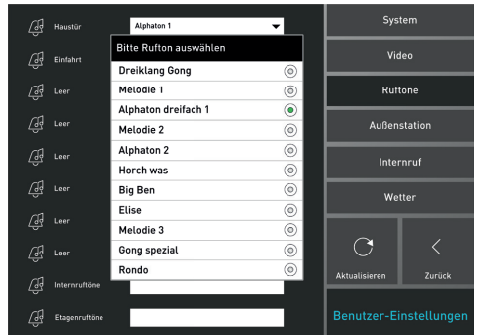 Haustür
Alphaton 1
Einfahrt
Leer
Leer
Leer
Leer
Leer
Leer
Internruftöne
Etagenruftöne
Bitte Rufton auswählen
Dreiklang Gong
Melodie 1
Alphaton dreifach 1
Melodie 2
Alphaton 2
Horch was
Big Ben
Elise
Melodie 3
Gong spezial
Rondo
System
Video
Ruftöne
Außenstation
Internruf
Wetter
Aktualisieren
Zurück
Benutzer-Einstellungen